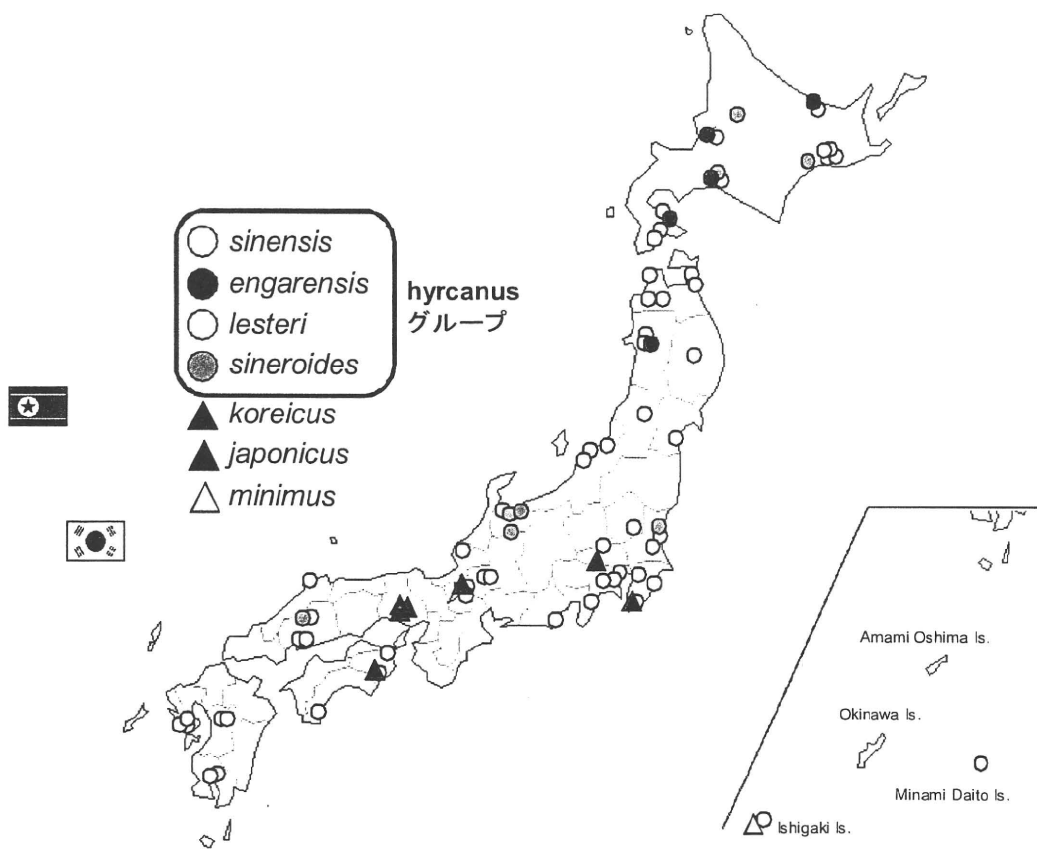 sinensis
engarensis
lesteri
sineroides
hyrcanus
グループ
koreicus
japonicus
minimus
Amami Oshima Is.
Okinawa Is.
Minami Daito Is.
Ishigaki Is.